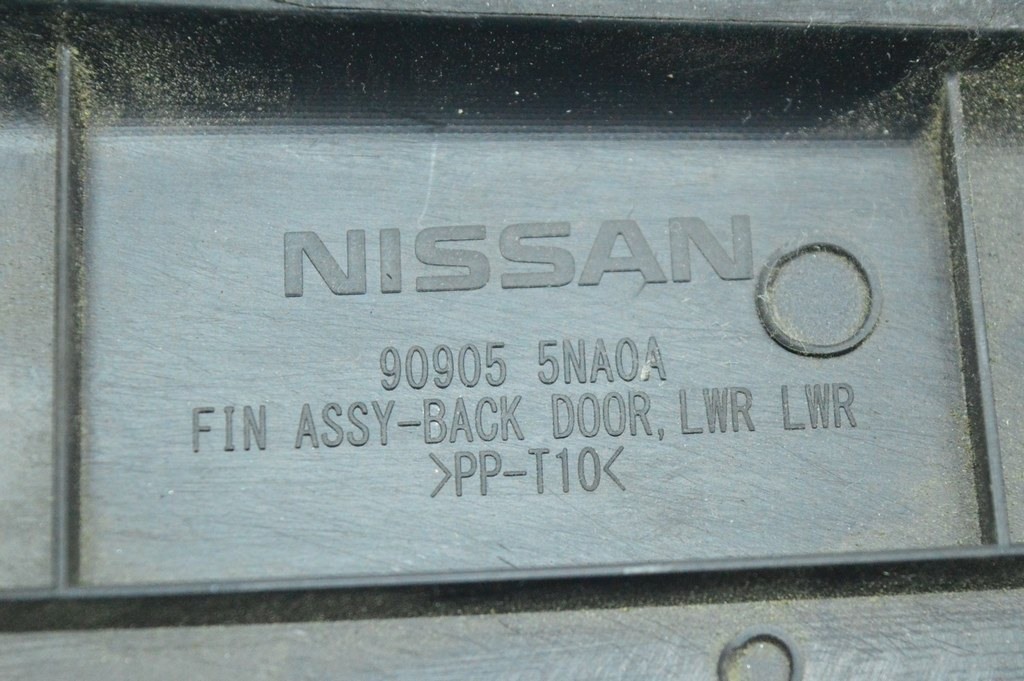 NISSAN
90905 5NA0A
FIN ASSY-BACK DOOR, LWR LWR
>PP-T10<